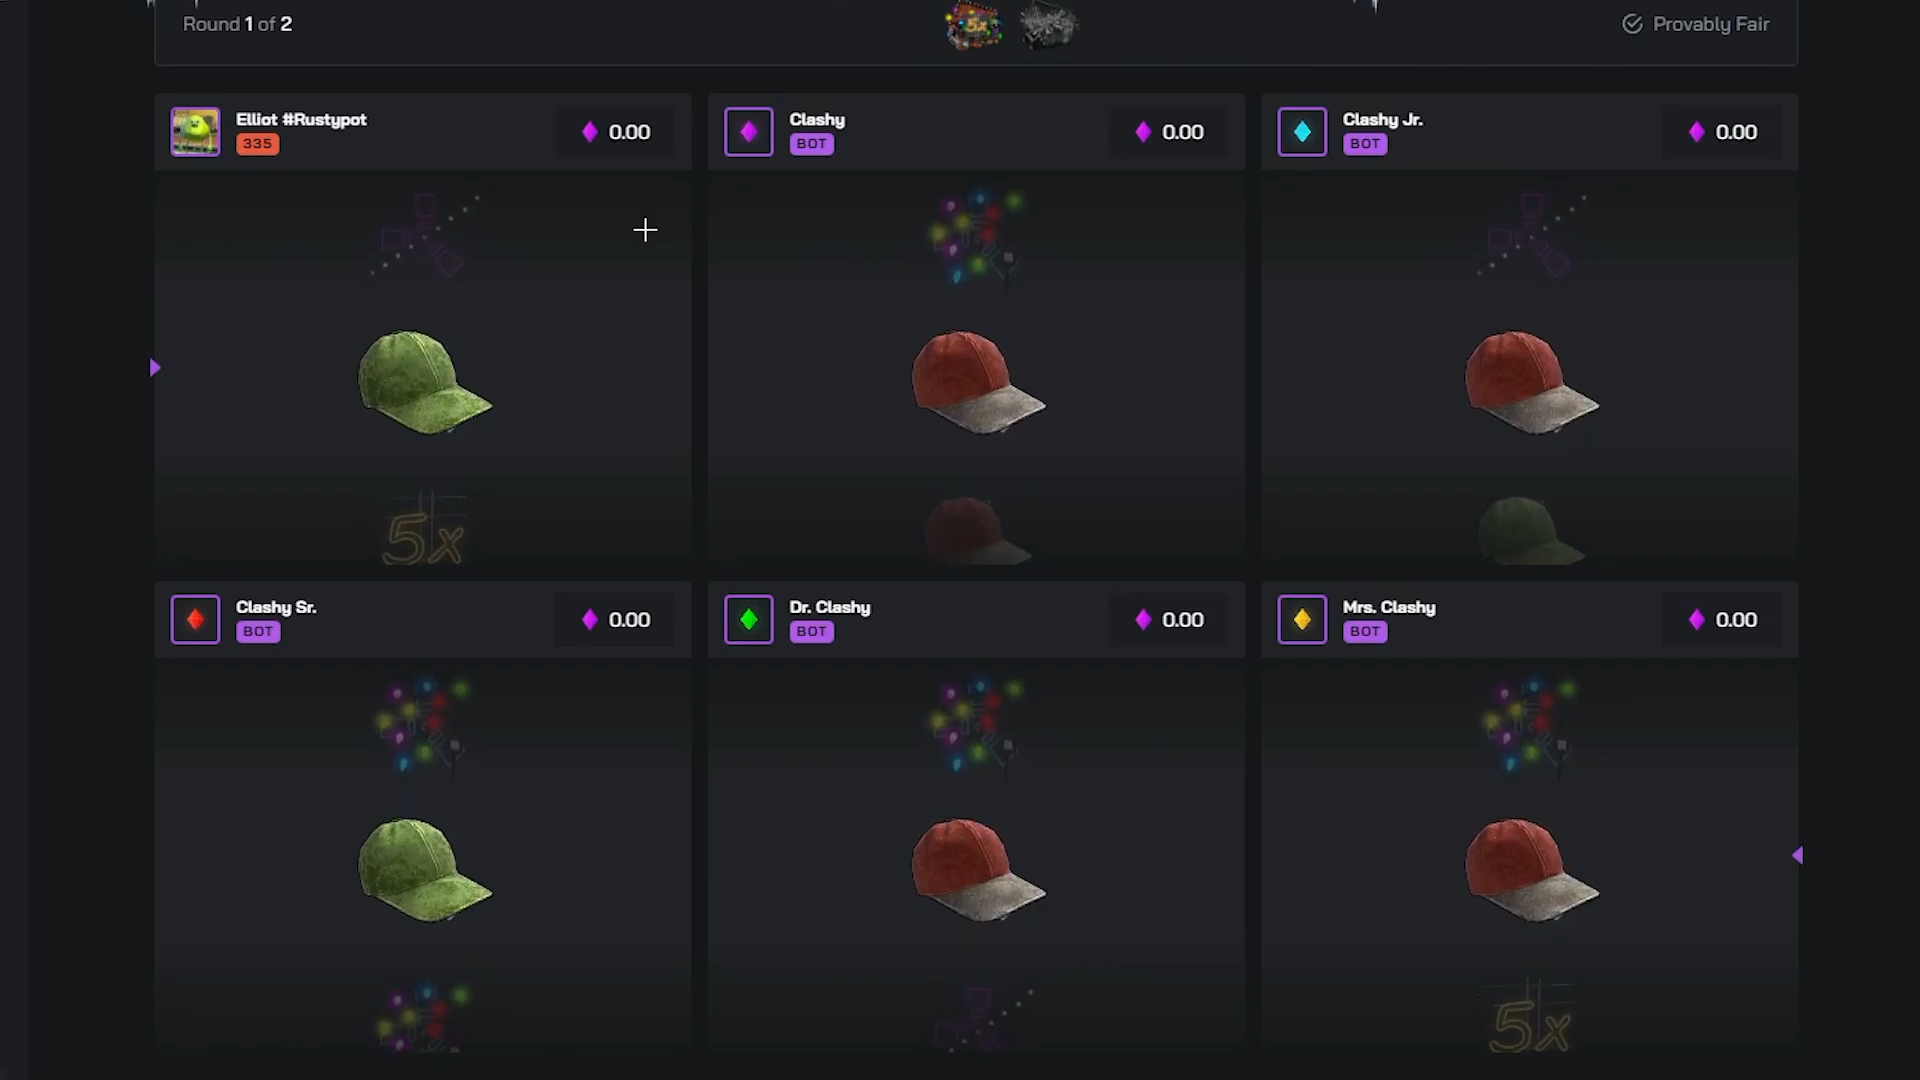 Round 1 of 2
5x
Provably Fair
Elliot #Rustypot
335
0.00
Clashy
BOT
0.00
Clashy Jr.
BOT
0.00
5x
Clashy Sr.
BOT
0.00
Dr. Clashy
BOT
0.00
Mrs. Clashy
BOT
0.00
5x